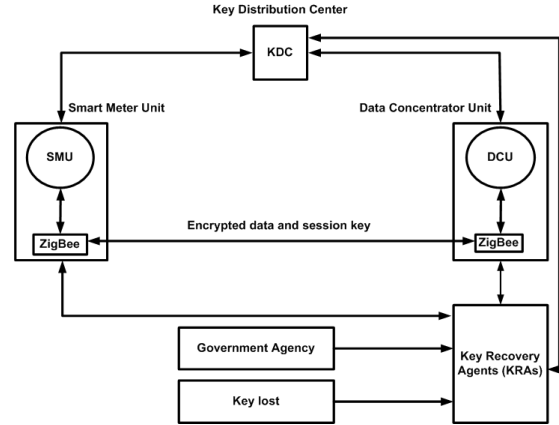 Key Distribution Center
KDC
Smart Meter Unit
Data Concentrator Unit
SMU
DCU
Encrypted data and session key
ZigBee
ZigBee
Government Agency
Key Recovery
Agents (KRAs)
Key lost